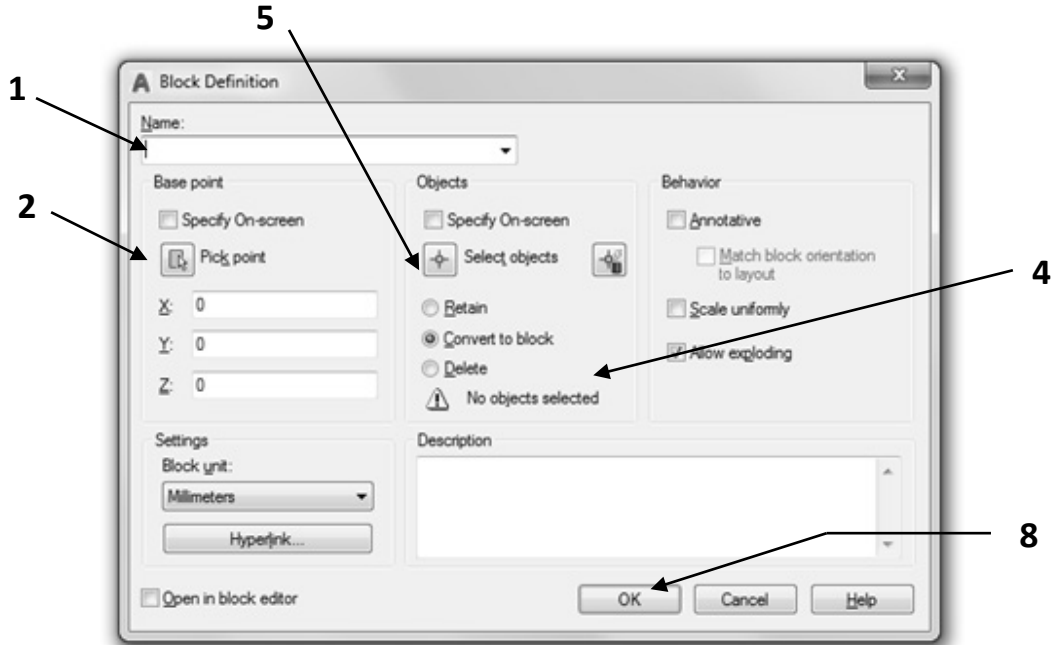 5
A Block Definition x
1
Name:
Base point Objects Behavior
2
Specify On-screen Specify On-screen Annotative
Pick point Select objects Match block orientation
to layout
4
X: 0 Retain Scale uniformly
Y: 0 Convert to block Allow exploding
Delete
Z: 0 No objects selected
Settings Description
Block unit:
Millimeters
Hyperlink...
8
Open in block editor OK Cancel Help